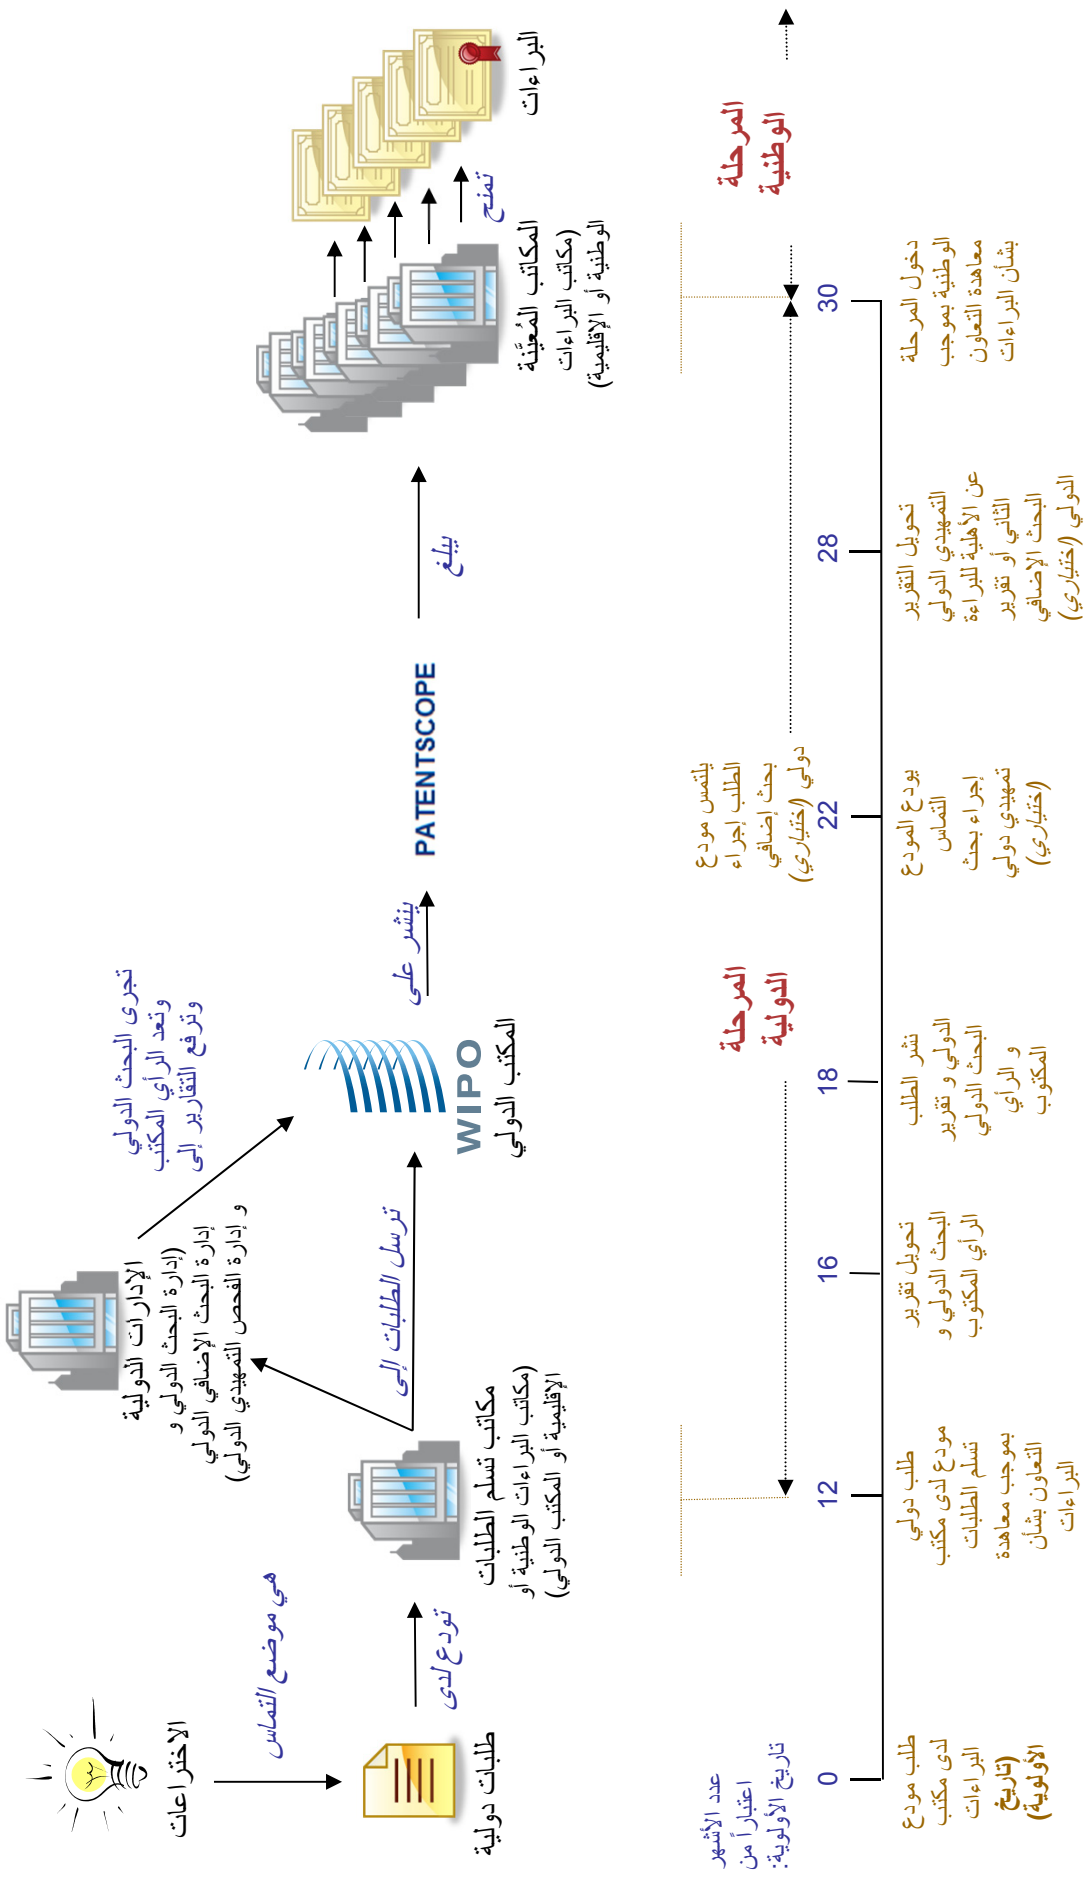 الاختراعات
هي موضع التماس
طلبات دولية
تودع لدى
مكاتب تسلم الطلبات
(مكاتب البراءات الوطنية أو
الإقليمية أو المكتب الدولي)
ترسل الطلبات إلى
الإدارات الدولية
(إدارة البحث الدولي و
إدارة البحث الإضافي الدولي
و إدارة الفحص التمهيدي الدولي)
تجرى البحث الدولي
وتعد الرأي المكتب
وترفع التقارير إلى
WIPO
المكتب الدولي
ينشر على
PATENTSCOPE
يبلغ
المكاتب المُعيَّنة
(مكاتب البراءات
الوطنية أو الإقليمية)
تمنح
البراءات
عدد الأشهر
اعتباراً من
تاريخ الأولوية:
المرحلة
الدولية
يلتمس مودع
الطلب إجراء
بحث إضافي
دولي (اختياري)
المرحلة
الوطنية
0
12
16
18
22
28
30
طلب مودع
لدى مكتب
البراءات
(تاريخ
الأولوية)
طلب دولي
مودع لدى مكتب
تسلم الطلبات
بموجب معاهدة
التعاون بشأن
البراءات
تحويل تقرير
البحث الدولي و
الرأي المكتوب
نشر الطلب
الدولي و تقرير
البحث الدولي
و الرأي
المكتوب
يودع المودع
التماس
إجراء بحث
تمهيدي دولي
(اختياري)
تحويل التقرير
التمهيدي الدولي
عن الأهلية للبراءة
الثاني أو تقرير
البحث الإضافي
الدولي (اختياري)
دخول المرحلة
الوطنية بموجب
معاهدة التعاون
بشأن البراءات